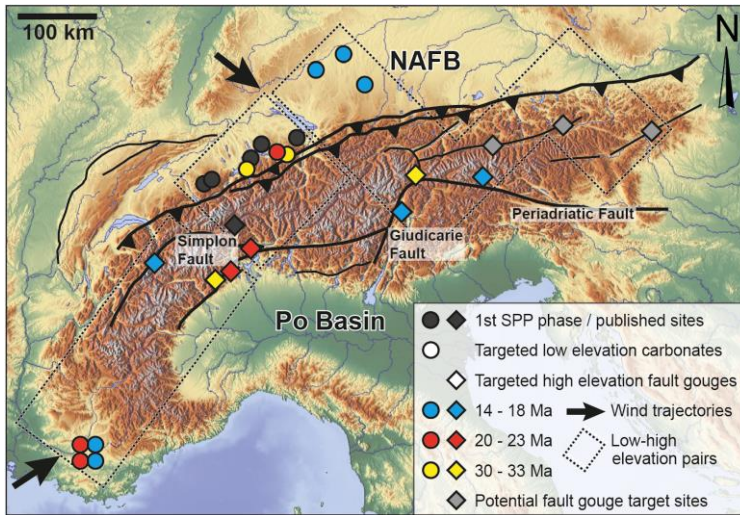 100 km
NAFB
N
Simplon
Fault
Giudicarie
Fault
Periadriatic Fault
Po Basin
1st SPP phase / published sites
Targeted low elevation carbonates
Targeted high elevation fault gouges
14 - 18 Ma
Wind trajectories
20 - 23 Ma
Low-high
elevation pairs
30 - 33 Ma
Potential fault gouge target sites